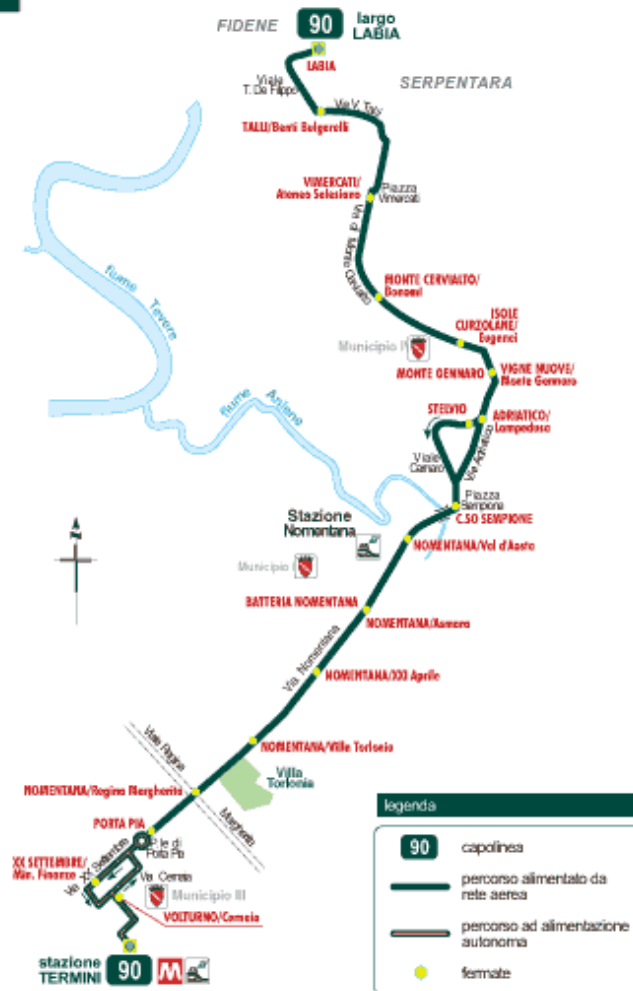 FIDENE
90
largo
LABIA
LABIA
SERPENTARA
Viale
T. De Filippo
Via V. Talli
TALLI/Benti Bulgarelli
VIMERCATI/
Ateneo Salesiano
Piazza
Vimercati
Via di Monte Cervialto
MONTE CERVIALTO/
Bonomi
ISOLE
CURZOLANE/
Eugenei
Municipio IV
MONTE GENNARO
VIGNE NUOVE/
Monte Gennaro
STELVIO
ADRIATICO/
Lampedusa
Viale
Carnaro
Via Adriatico
fiume Tevere
fiume Aniene
Piazza
Sempione
C.SO SEMPIONE
Stazione
Nomentana
NOMENTANA/Val d'Aosta
Municipio
BATTERIA NOMENTANA
NOMENTANA/Asmara
Via Nomentana
NOMENTANA/XXI Aprile
NOMENTANA/Villa Torlonia
Viale Regina
Margherita
Villa
Torlonia
NOMENTANA/Regina Margherita
PORTA PIA
P.le di
Porta Pia
XX SETTEMBRE/
Min. Finanze
Via XX Settembre
Via Cernaia
Municipio III
VOLTURNO/Cernaia
stazione
TERMINI
90
M
legenda
90
capolinea
percorso alimentato da
rete aerea
percorso ad alimentazione
autonoma
fermate
N